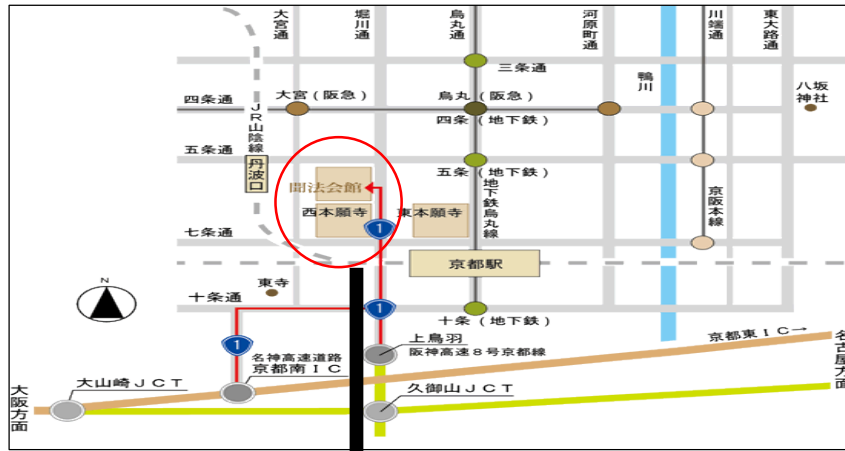 大宮通
堀川通
烏丸通
河原町通
川端通
東大路通
三条通
鴨川
八坂
神社
四条通
大宮(阪急)
烏丸(阪急)
四条(地下鉄)
JR山陰線
五条通
五条(地下鉄)
丹波口
聞法会館
地下鉄烏丸線
京阪本線
西本願寺
東本願寺
七条通
1
京都駅
N
東寺
十条通
1
十条(地下鉄)
1
上鳥羽
阪神高速8号京都線
京都東IC→
名古屋方面
名神高速道路
京都南IC
大山崎JCT
久御山JCT
大阪方面